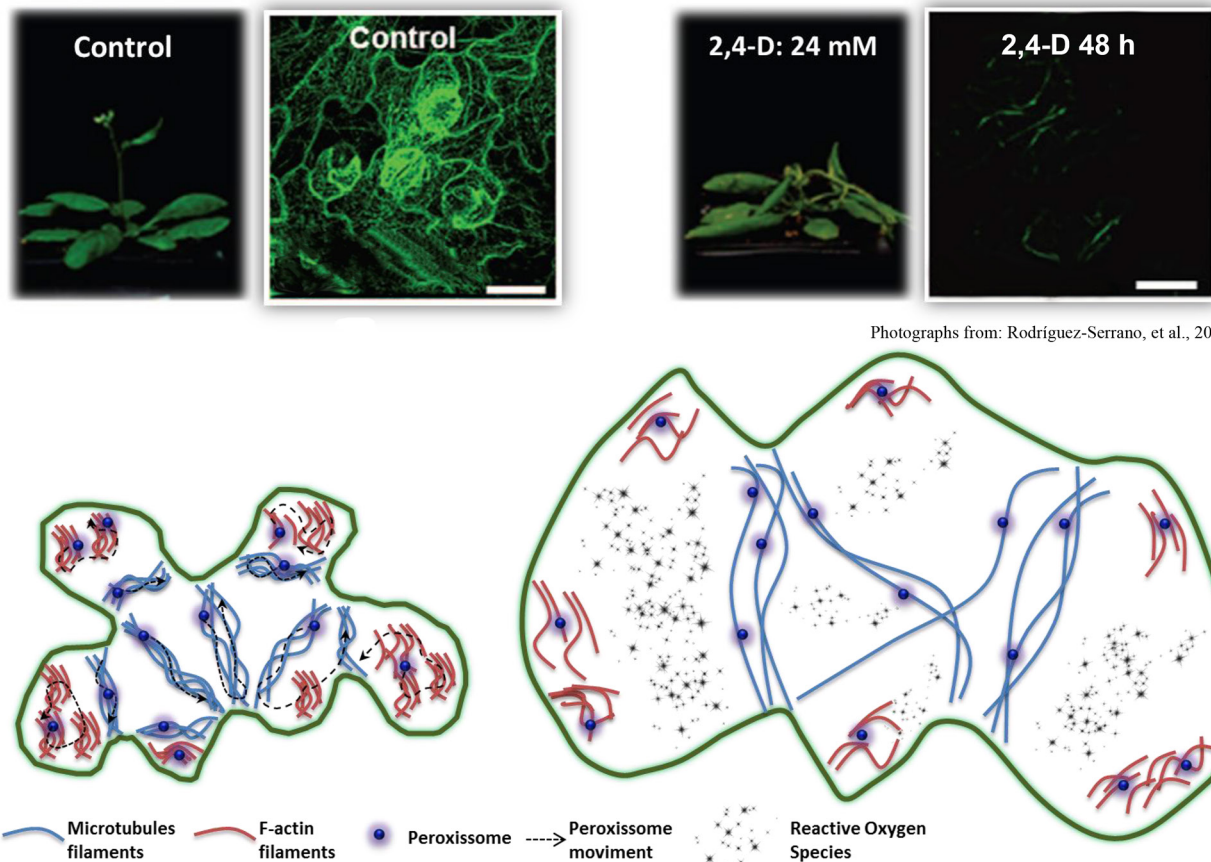 Control
Control
2,4-D: 24 mM
2,4-D 48 h
Photographs from: Rodríguez-Serrano, et al., 20
Microtubules
filaments
F-actin
filaments
Peroxissome
Peroxissome
moviment
Reactive Oxygen
Species